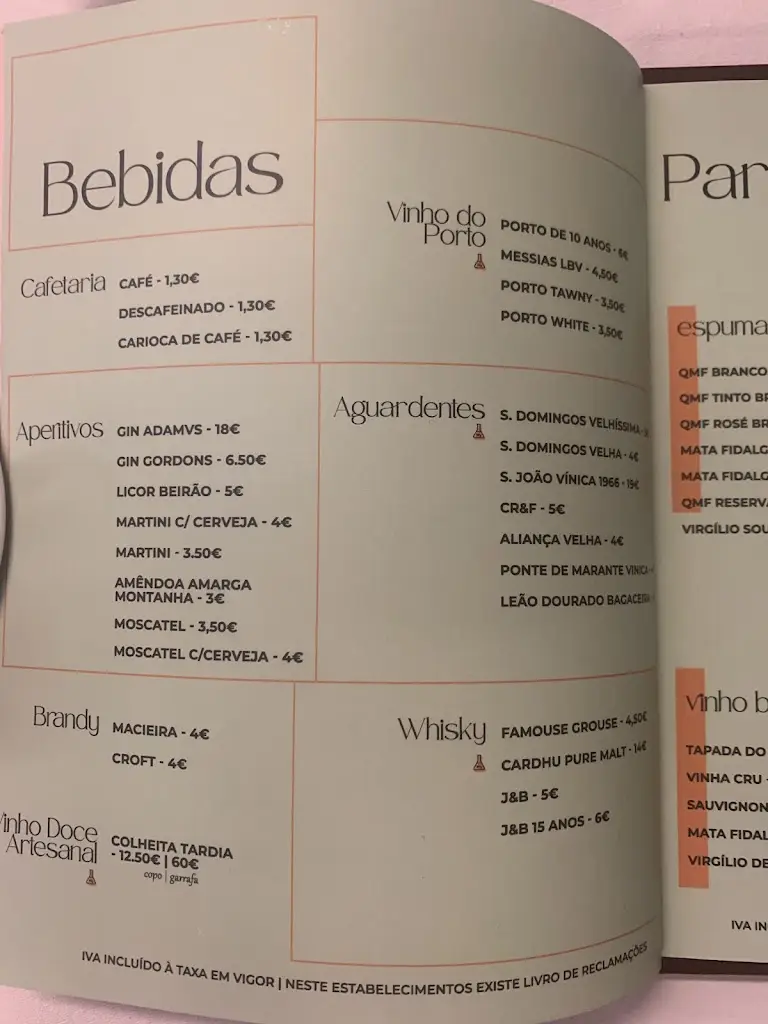 Bebidas
Cafetaria
CAFÉ - 1,30€
DESCAFEINADO - 1,30€
CARIOCA DE CAFÉ - 1,30€
Vinho do
Porto
PORTO DE 10 ANOS - 6€
MESSIAS LBV - 4,50€
PORTO TAWNY - 3,50€
PORTO WHITE - 3,50€
Aperitivos
GIN ADAMVS - 18€
GIN GORDONS - 6.50€
LICOR BEIRÃO - 5€
MARTINI C/ CERVEJA - 4€
MARTINI - 3.50€
AMÊNDOA AMARGA
MONTANHA - 3€
MOSCATEL - 3,50€
MOSCATEL C/CERVEJA - 4€
Aguardentes
S. DOMINGOS VELHÍSSIMA -
S. DOMINGOS VELHA - 4€
S. JOÃO VÍNICA 1966 - 19€
CR&F - 5€
ALIANÇA VELHA - 4€
PONTE DE MARANTE VINICA -
LEÃO DOURADO BAGACEIRA
Brandy
MACIEIRA - 4€
CROFT - 4€
Vinho Doce
Artesanal
COLHEITA TARDIA
- 12.50€ | 60€
copo | garrafa
Whisky
FAMOUSE GROUSE - 4,50€
CARDHU PURE MALT - 14€
J&B - 5€
J&B 15 ANOS - 6€
IVA INCLUÍDO À TAXA EM VIGOR | NESTE ESTABELECIMENTOS EXISTE LIVRO DE RECLAMAÇÕES
Par
espuma
QMF BRANCO
QMF TINTO BR
QMF ROSÉ BR
MATA FIDALG
MATA FIDALG
QMF RESERVA
VIRGÍLIO SOU
vinho b
TAPADA DO
VINHA CRU -
SAUVIGNON
MATA FIDAL
VIRGÍLIO DE
IVA IN